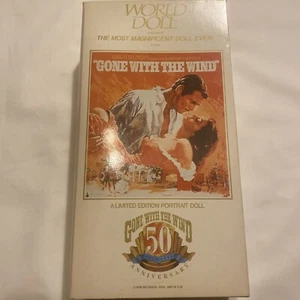 WORLD
DOLL
THE MOST MAGNIFICENT DOLL EVER!
"GONE WITH THE WIND"
A LIMITED EDITION PORTRAIT DOLL
GONE WITH THE WIND
50
ANNIVERSARY